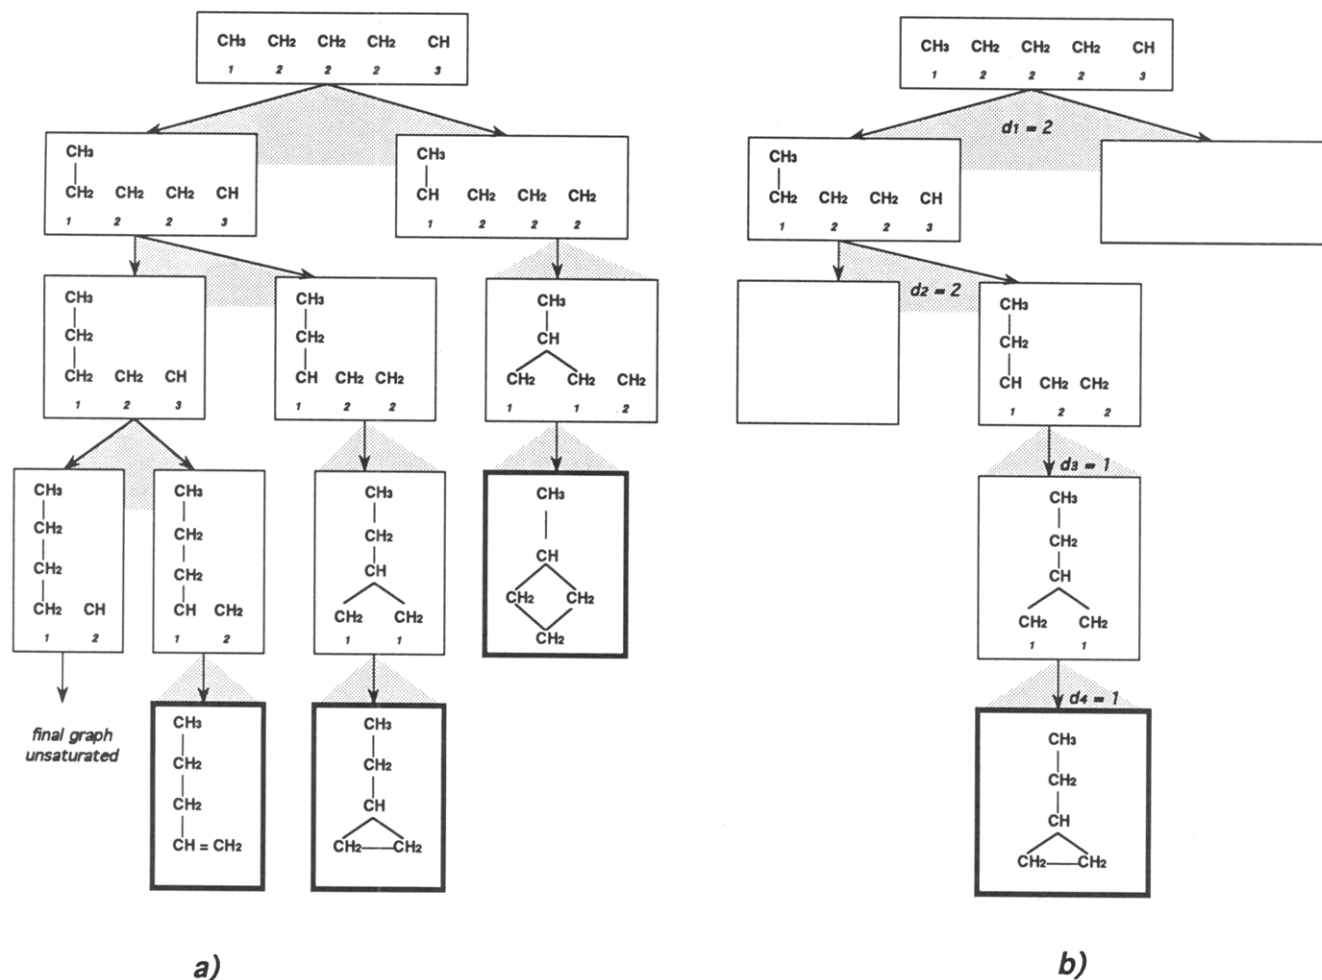 CH3 CH2 CH2 CH2 CH
1 2 2 2 3
CH3
CH2 CH2 CH2 CH
1 2 2 3
CH3
CH CH2 CH2 CH2
1 2 2 2
CH3
CH2
CH2 CH2 CH
1 2 3
CH3
CH2
CH CH2 CH2
1 2 2
CH3
CH
CH2 CH2 CH2
1 1 2
CH3
CH2
CH2
CH2 CH
1 2
final graph
unsaturated
CH3
CH2
CH2
CH CH2
1 2
CH3
CH2
CH
CH2 CH2
1 1
CH3
CH
CH2 CH2
CH2
CH3
CH2
CH2
CH = CH2
CH3
CH2
CH
CH2 CH2
a)
CH3 CH2 CH2 CH2 CH
1 2 2 2 3
d1 = 2
CH3
CH2 CH2 CH2 CH
1 2 2 3
d2 = 2
CH3
CH2
CH CH2 CH2
1 2 2
d3 = 1
CH3
CH2
CH
CH2 CH2
1 1
d4 = 1
CH3
CH2
CH
CH2 CH2
b)